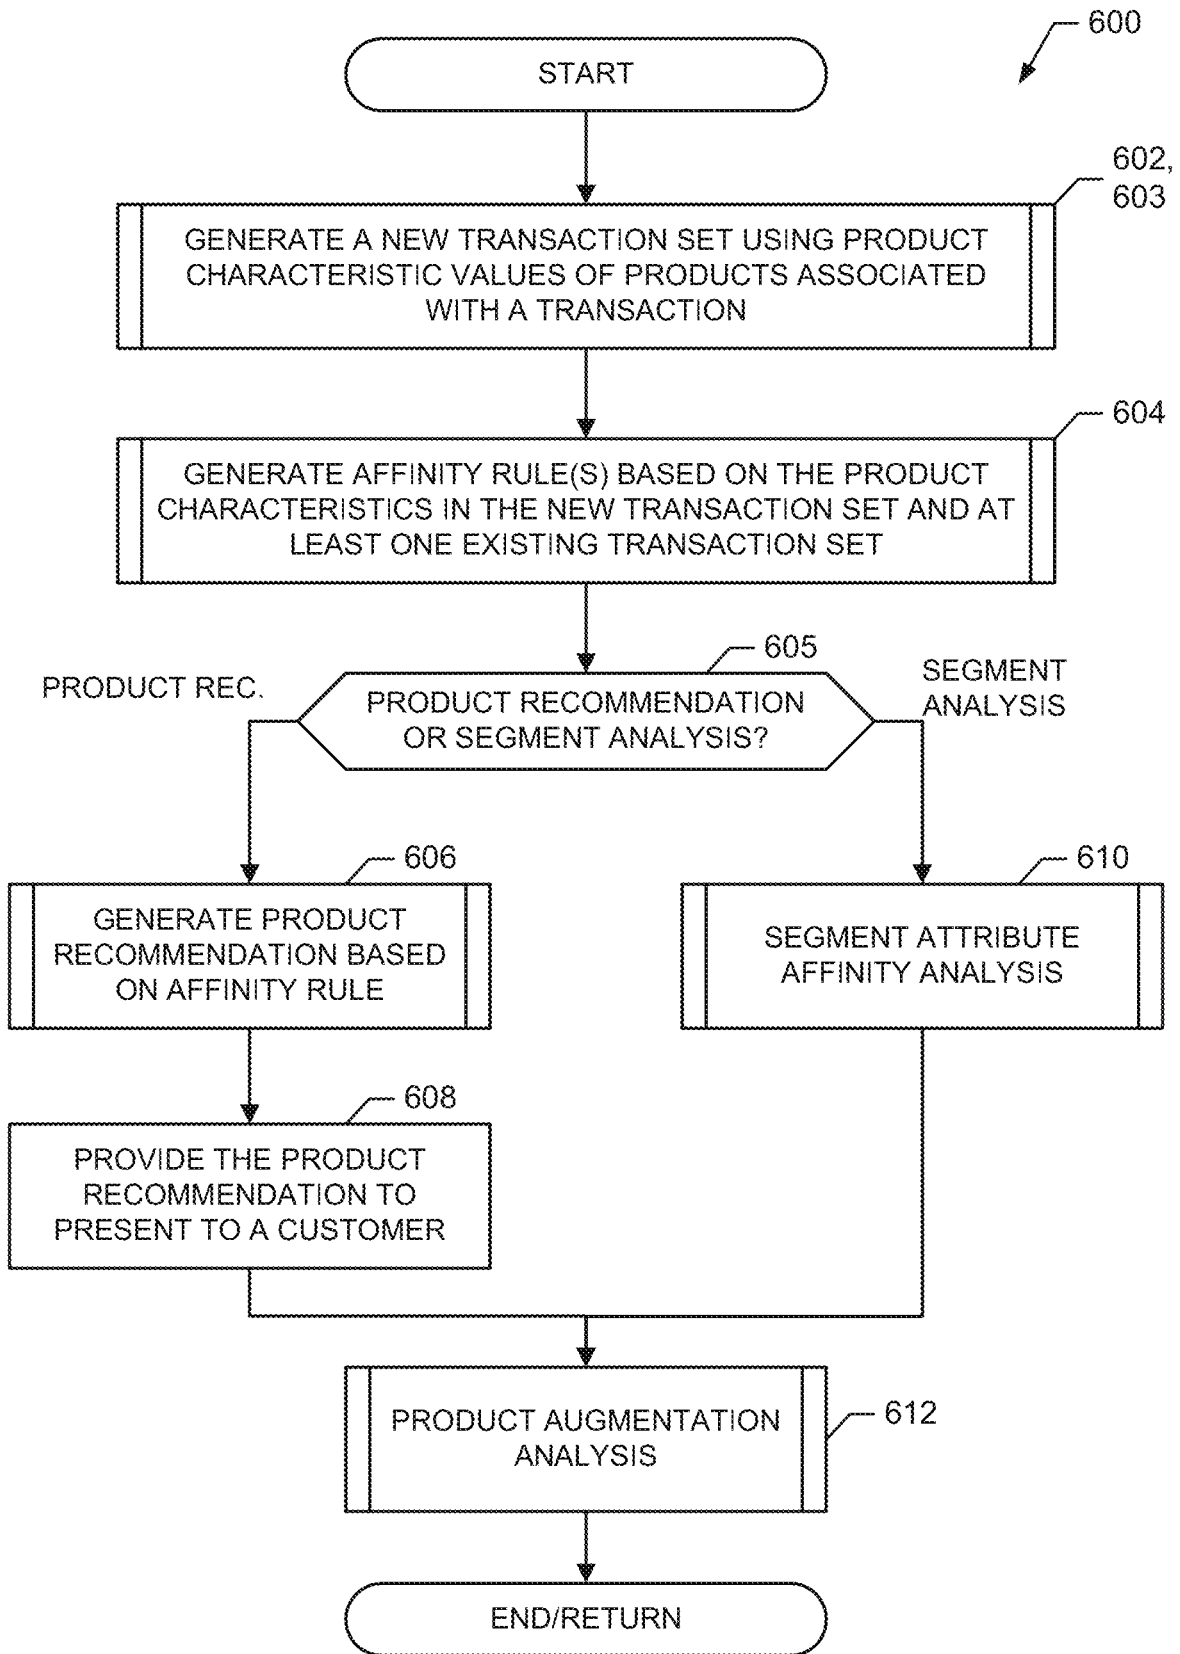 600
START
602,
603
GENERATE A NEW TRANSACTION SET USING PRODUCT
CHARACTERISTIC VALUES OF PRODUCTS ASSOCIATED
WITH A TRANSACTION
604
GENERATE AFFINITY RULE(S) BASED ON THE PRODUCT
CHARACTERISTICS IN THE NEW TRANSACTION SET AND AT
LEAST ONE EXISTING TRANSACTION SET
605
PRODUCT REC.
PRODUCT RECOMMENDATION
OR SEGMENT ANALYSIS?
SEGMENT
ANALYSIS
606
GENERATE PRODUCT
RECOMMENDATION BASED
ON AFFINITY RULE
610
SEGMENT ATTRIBUTE
AFFINITY ANALYSIS
608
PROVIDE THE PRODUCT
RECOMMENDATION TO
PRESENT TO A CUSTOMER
PRODUCT AUGMENTATION
ANALYSIS
612
END/RETURN